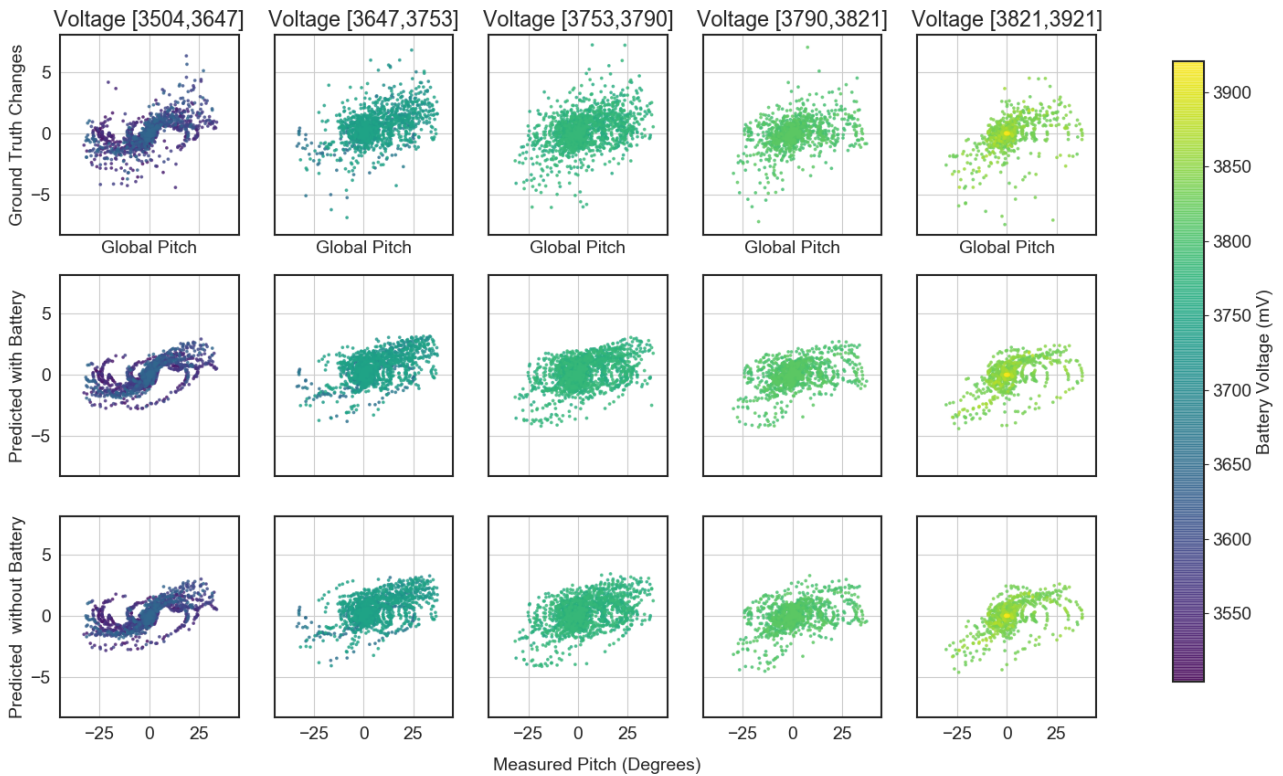 Voltage [3504,3647] Voltage [3647,3753] Voltage [3753,3790] Voltage [3790,3821] Voltage [3821,3921]
Ground Truth Changes
5
0
−5
Global Pitch Global Pitch Global Pitch Global Pitch Global Pitch
Predicted with Battery
5
0
−5
Predicted without Battery
5
0
−5
−25 0 25 −25 0 25 −25 0 25 −25 0 25 −25 0 25
Measured Pitch (Degrees)
3900
3850
3800
3750
3700
3650
3600
3550
Battery Voltage (mV)